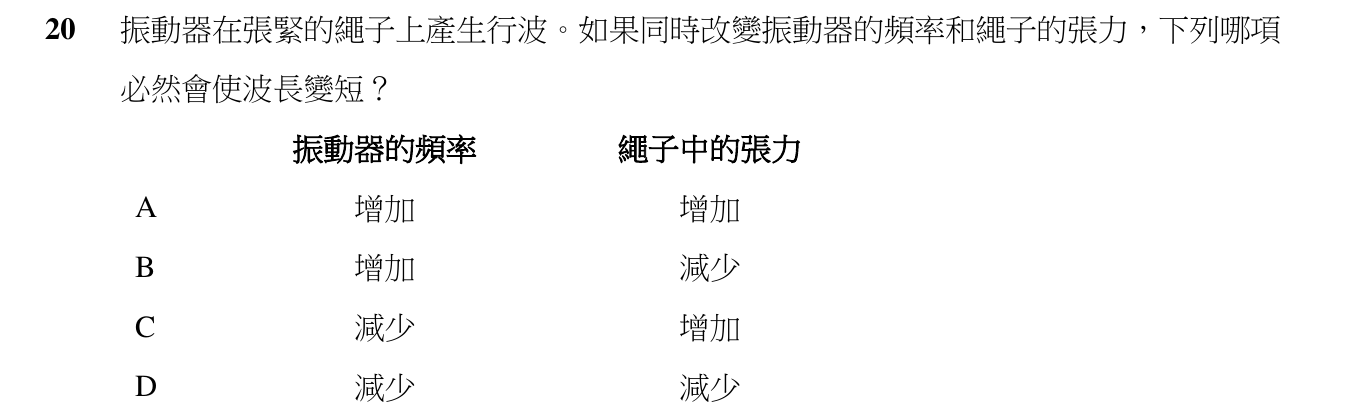 20 振動器在張緊的繩子上產生行波。如果同時改變振動器的頻率和繩子的張力，下列哪項
必然會使波長變短？
振動器的頻率 繩子中的張力
A 增加 增加
B 增加 減少
C 減少 增加
D 減少 減少